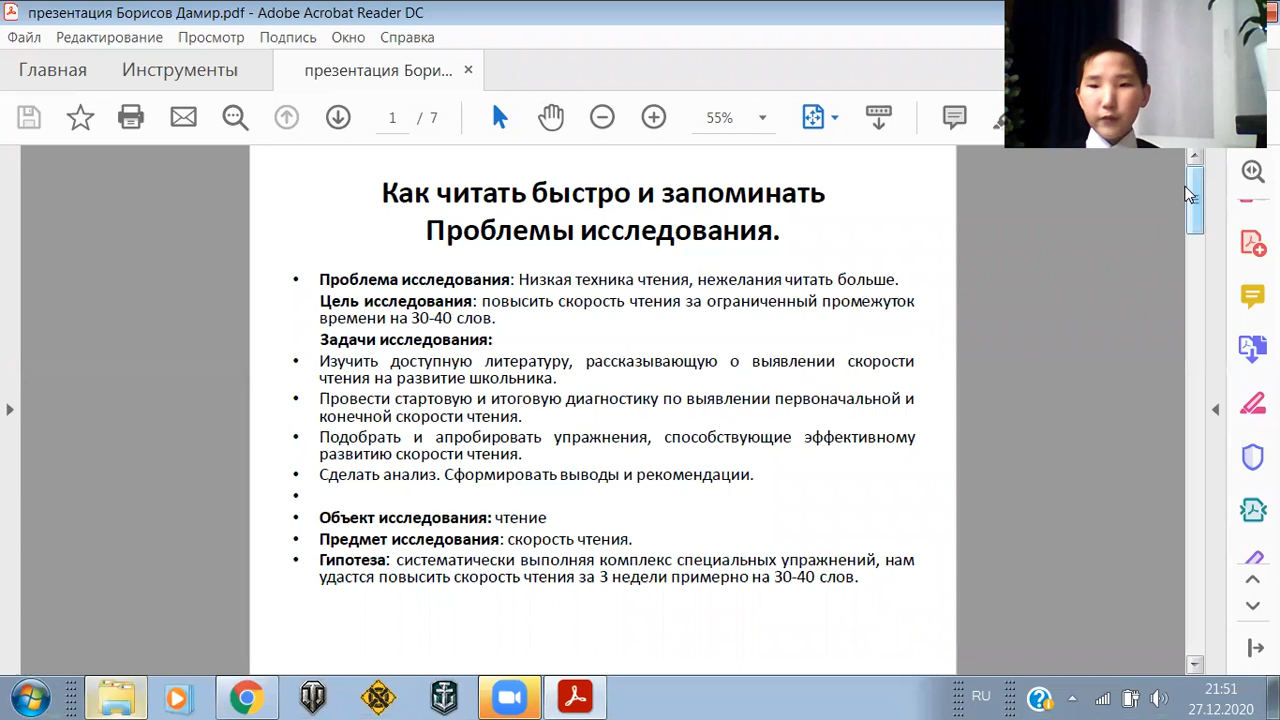 презентация Борисов Дамир.pdf - Adobe Acrobat Reader DC
Файл Редактирование Просмотр Подпись Окно Справка
Главная Инструменты презентация Бори... ×
1 / 7 55%
Как читать быстро и запоминать
Проблемы исследования.
• Проблема исследования: Низкая техника чтения, нежелания читать больше.
Цель исследования: повысить скорость чтения за ограниченный промежуток
времени на 30-40 слов.
Задачи исследования:
• Изучить доступную литературу, рассказывающую о выявлении скорости
чтения на развитие школьника.
• Провести стартовую и итоговую диагностику по выявлении первоначальной и
конечной скорости чтения.
• Подобрать и апробировать упражнения, способствующие эффективному
развитию скорости чтения.
• Сделать анализ. Сформировать выводы и рекомендации.
•
• Объект исследования: чтение
• Предмет исследования: скорость чтения.
• Гипотеза: систематически выполняя комплекс специальных упражнений, нам
удастся повысить скорость чтения за 3 недели примерно на 30-40 слов.
RU
21:51
27.12.2020